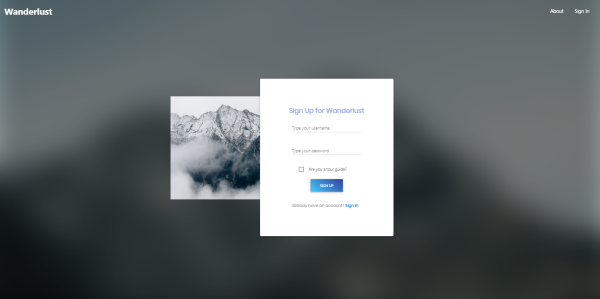 Wanderlust
About
Sign In
Sign Up for Wanderlust
Type your username
Type your password
Are you a tour guide?
SIGN UP
Already have an account? Sign In